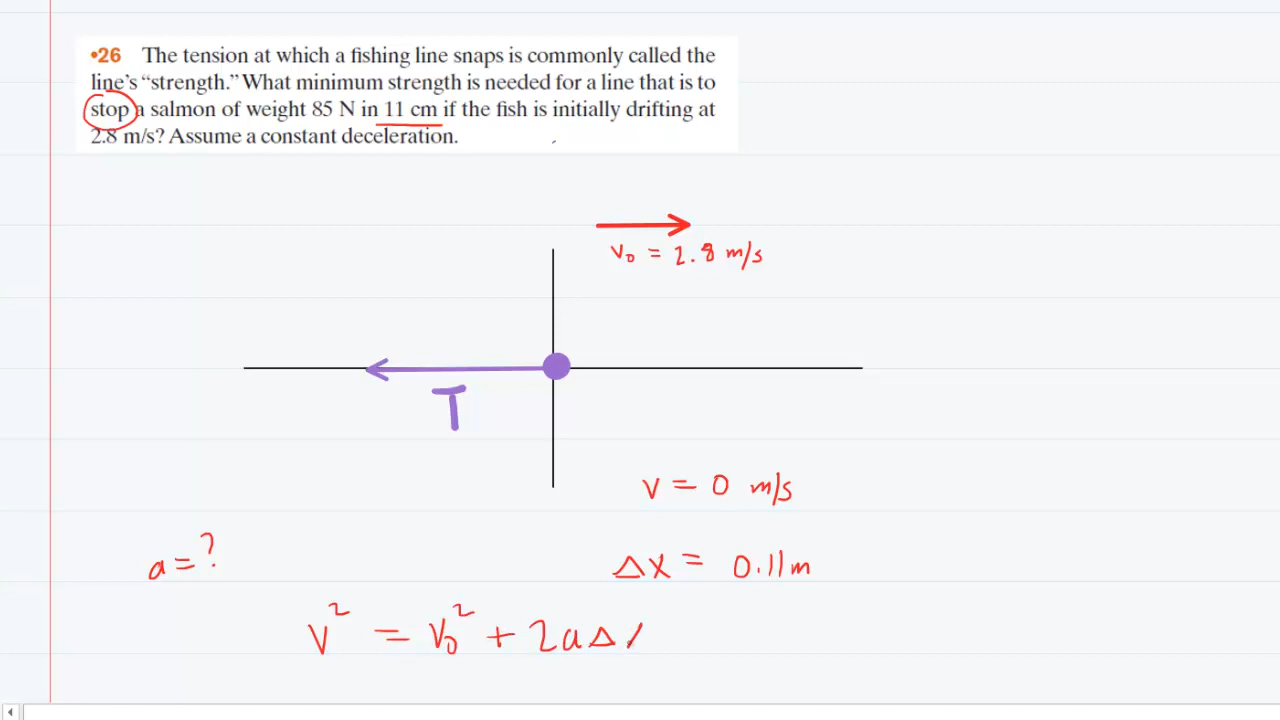 •26 The tension at which a fishing line snaps is commonly called the
line's “strength.” What minimum strength is needed for a line that is to
stop a salmon of weight 85 N in 11 cm if the fish is initially drifting at
2.8 m/s? Assume a constant deceleration.
v₀ = 2.8 m/s
T
v = 0 m/s
a = ?
Δx = 0.11m
v² = v₀² + 2aΔ